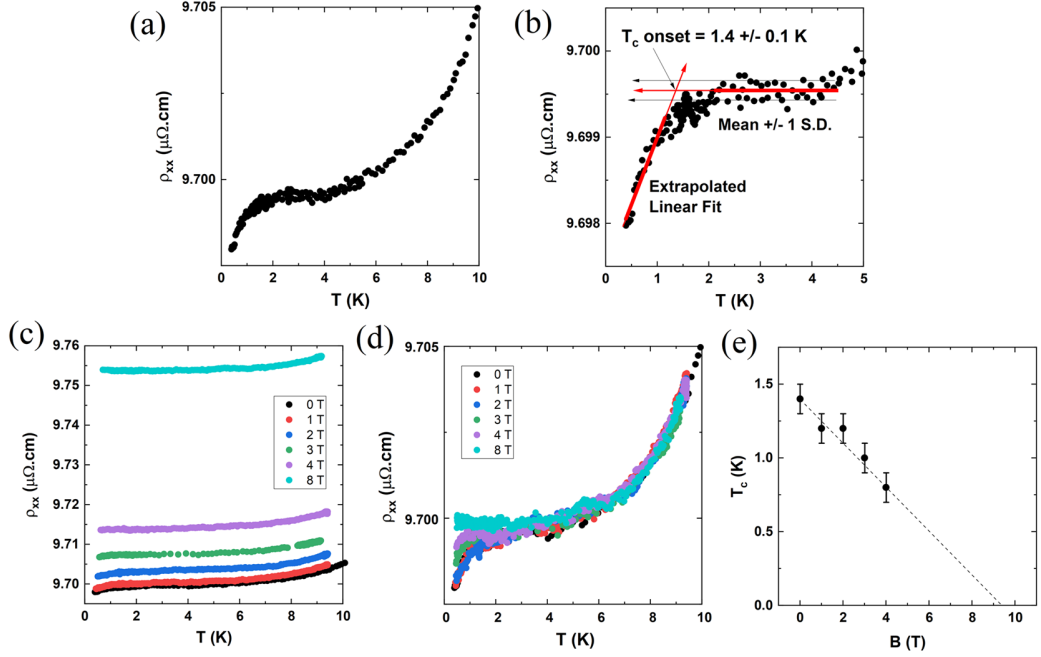 (a)
9.705
9.700
ρxx (μΩ.cm)
0 2 4 6 8 10
T (K)
(b)
Tc onset = 1.4 +/- 0.1 K
9.700
9.699
9.698
ρxx (μΩ.cm)
Mean +/- 1 S.D.
Extrapolated
Linear Fit
0 1 2 3 4 5
T (K)
(c)
9.76
9.75
9.74
9.73
9.72
9.71
9.70
ρxx (μΩ.cm)
0 T
1 T
2 T
3 T
4 T
8 T
0 2 4 6 8 10
T (K)
(d)
9.705
9.700
ρxx (μΩ.cm)
0 T
1 T
2 T
3 T
4 T
8 T
0 2 4 6 8 10
T (K)
(e)
1.5
1.0
0.5
0.0
Tc (K)
0 2 4 6 8 10
B (T)